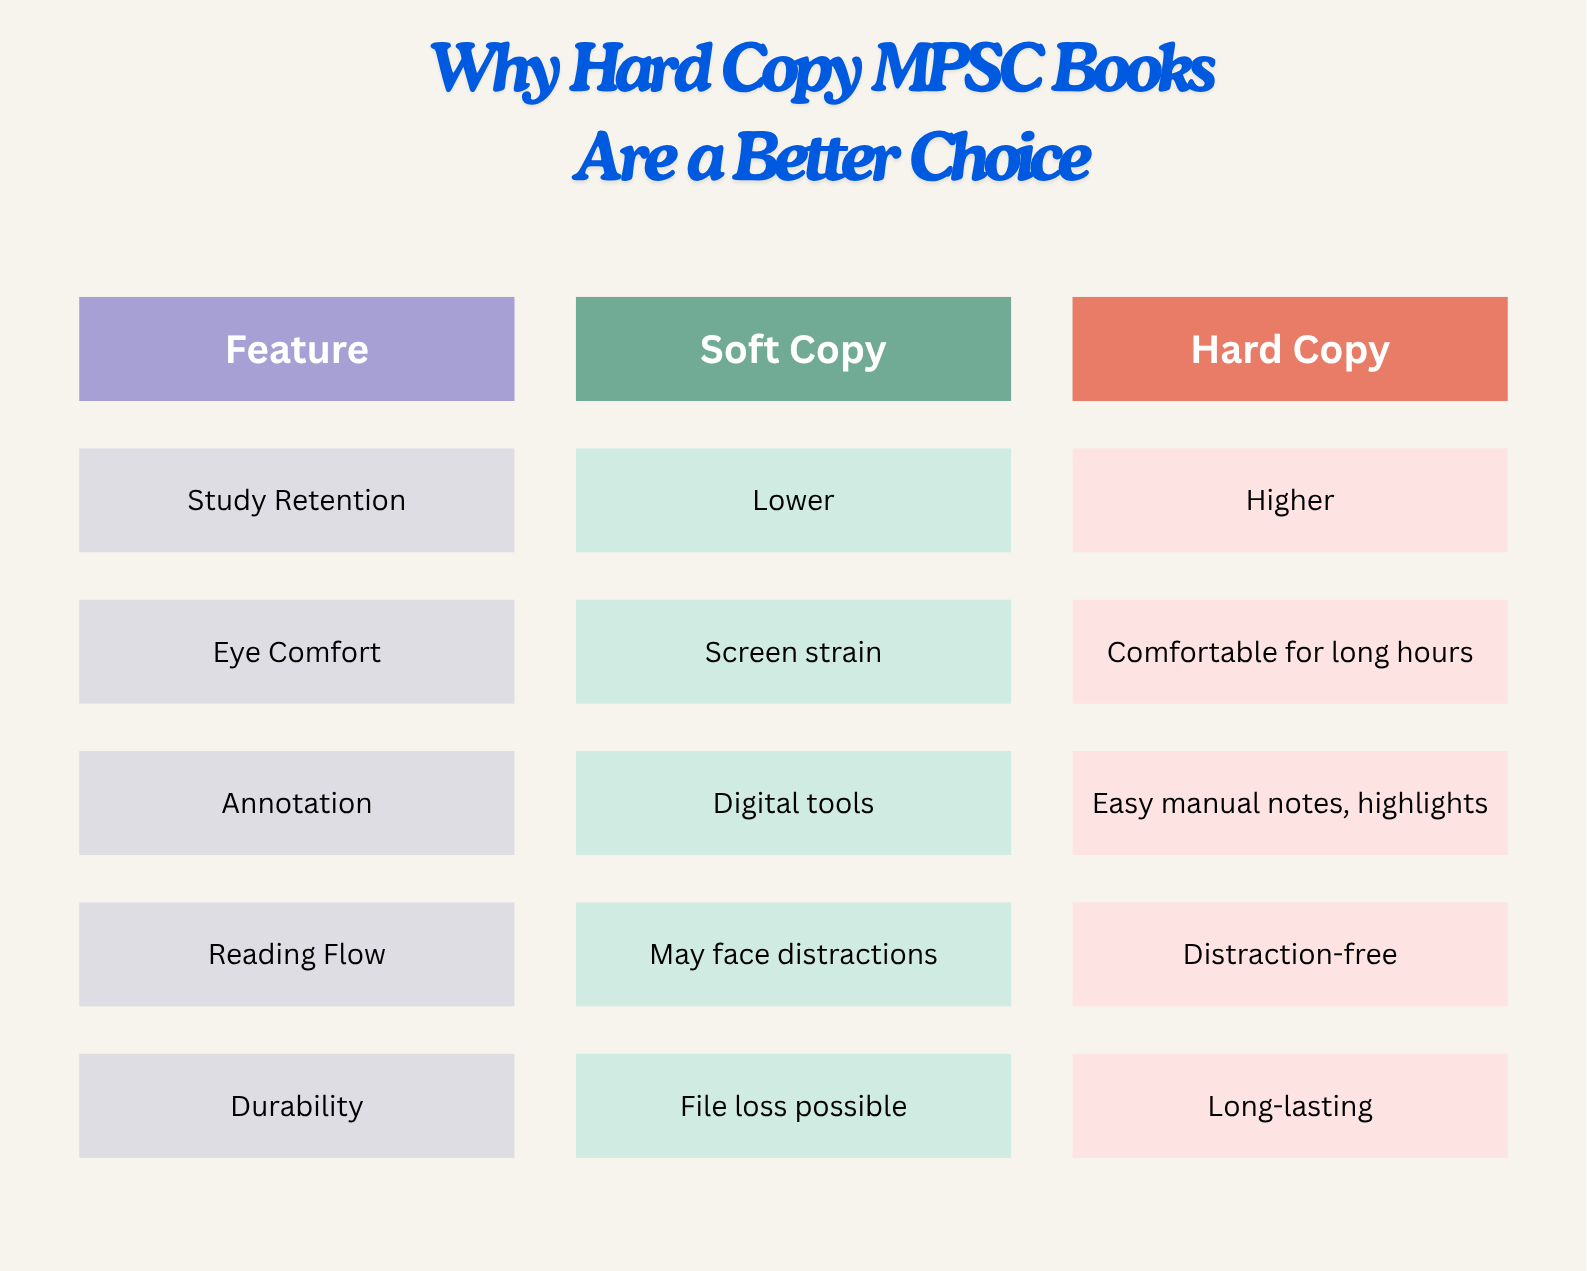 Why Hard Copy MPSC Books
Are a Better Choice
Feature
Soft Copy
Hard Copy
Study Retention
Lower
Higher
Eye Comfort
Screen strain
Comfortable for long hours
Annotation
Digital tools
Easy manual notes, highlights
Reading Flow
May face distractions
Distraction-free
Durability
File loss possible
Long-lasting